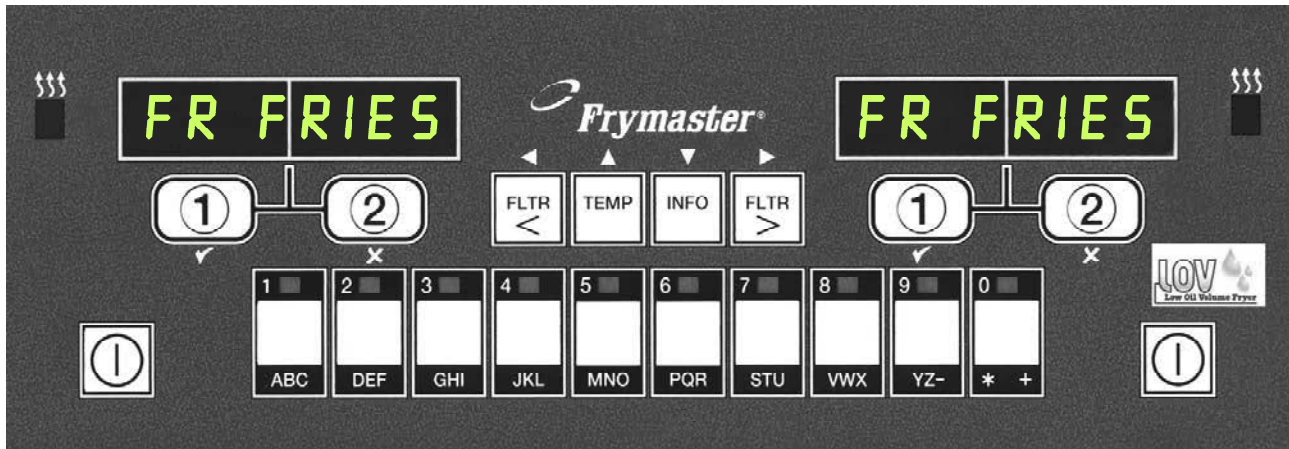 FR FRIES
Frymaster®
FR FRIES
1 2
FLTR < TEMP INFO FLTR >
1 2
✓ ✗
✓ ✗
LOV
Low Oil Volume Fryer
1 2 3 4 5 6 7 8 9 0
ABC DEF GHI JKL MNO PQR STU VWX YZ- * +